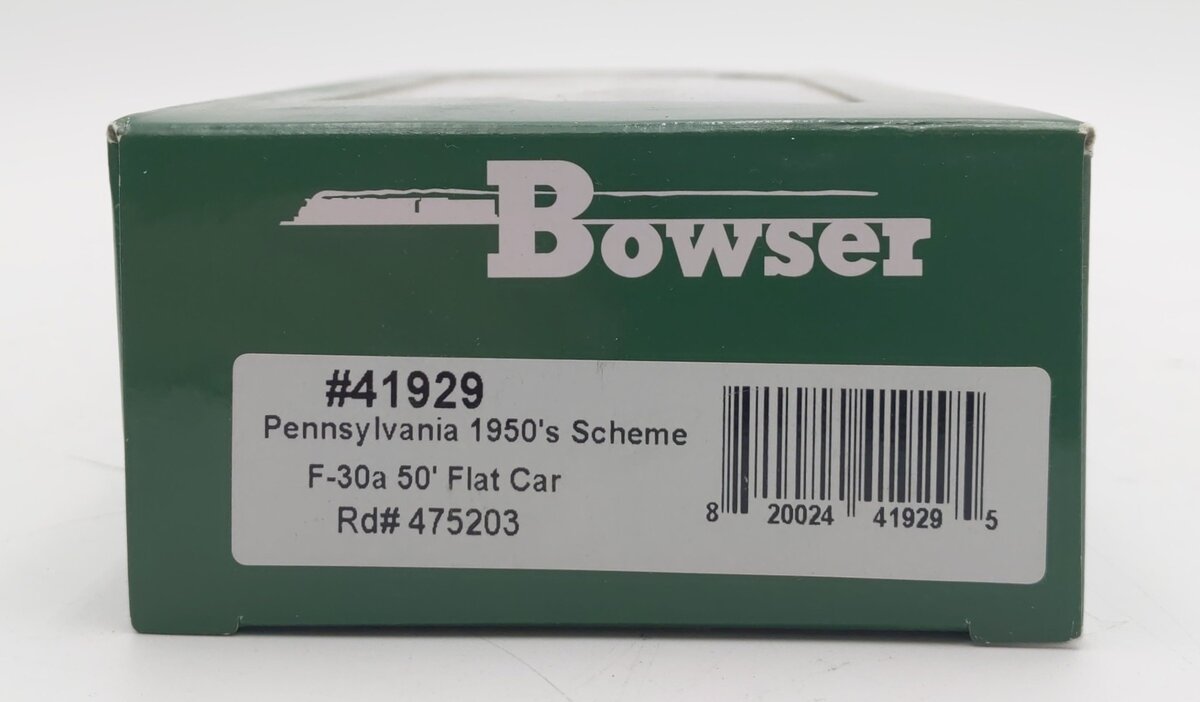 Bowser
#41929
Pennsylvania 1950's Scheme
F-30a 50' Flat Car
Rd# 475203
8 20024 41929 5